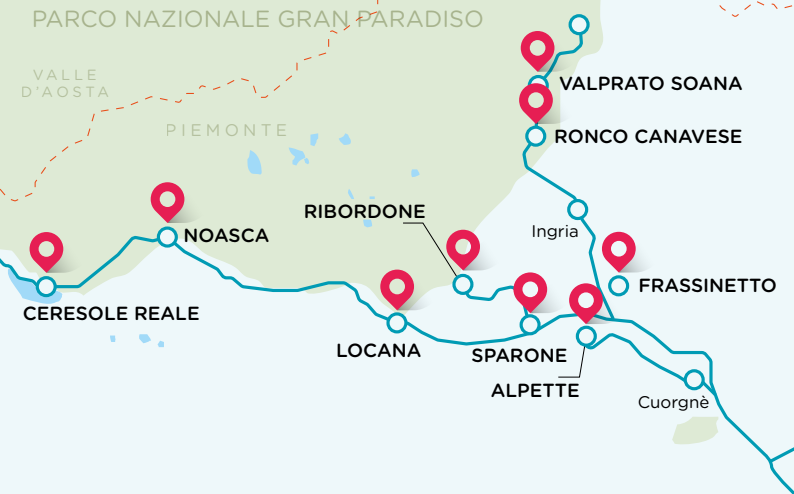 PARCO NAZIONALE GRAN PARADISO
VALLE
D'AOSTA
VALPRATO SOANA
PIEMONTE
RONCO CANAVESE
RIBORDONE
NOASCA
Ingria
FRASSINETTO
CERESOLE REALE
LOCANA
SPARONE
ALPETTE
Cuorgnè